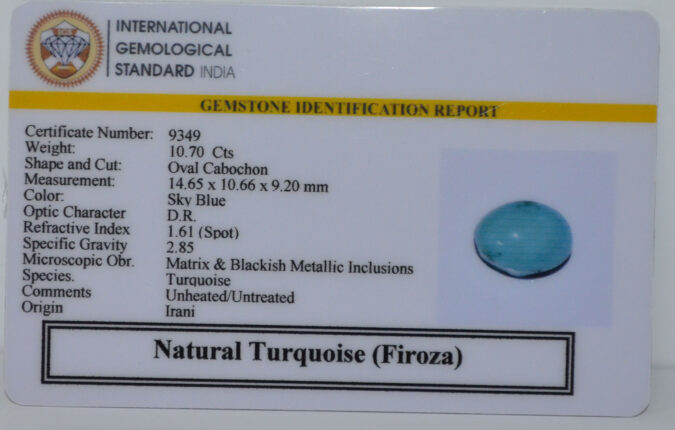 INTERNATIONAL
GEMOLOGICAL
STANDARD INDIA
GEMSTONE IDENTIFICATION REPORT
Certificate Number: 9349
Weight: 10.70 Cts
Shape and Cut: Oval Cabochon
Measurement: 14.65 x 10.66 x 9.20 mm
Color: Sky Blue
Optic Character D.R.
Refractive Index 1.61 (Spot)
Specific Gravity 2.85
Microscopic Obr. Matrix & Blackish Metallic Inclusions
Species. Turquoise
Comments Unheated/Untreated
Origin Irani
Natural Turquoise (Firoza)